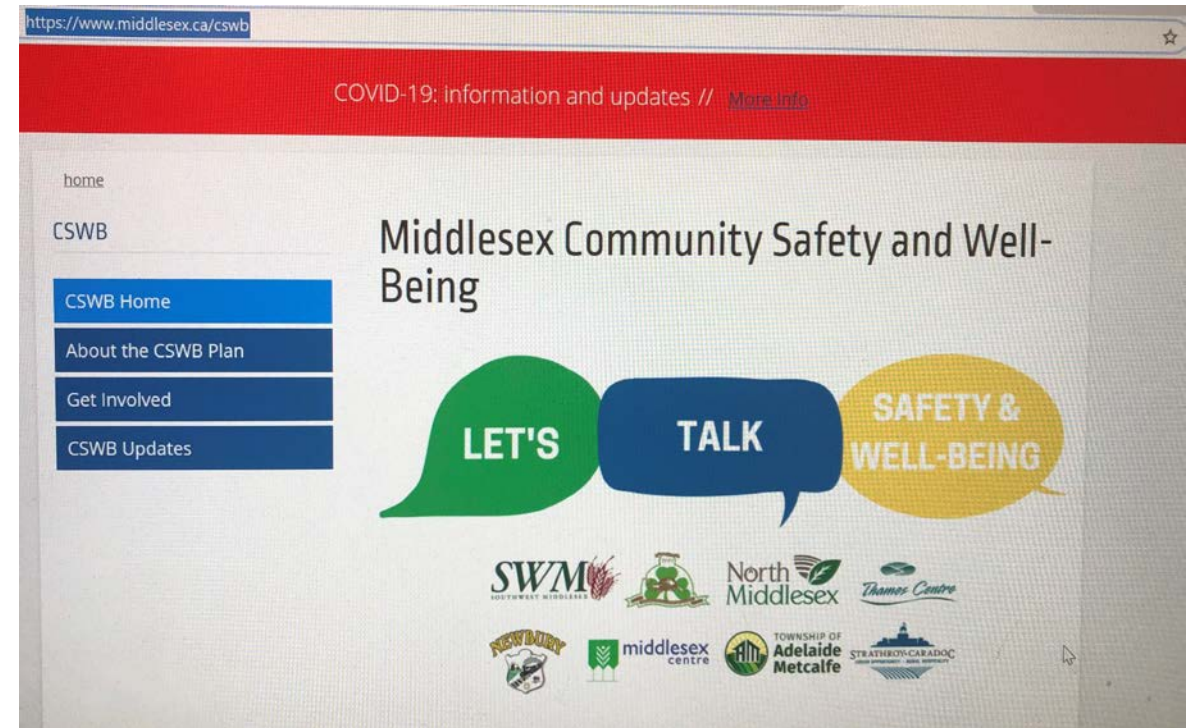 https://www.middlesex.ca/cswb
COVID-19: information and updates // More info
home
CSWB
CSWB Home
About the CSWB Plan
Get Involved
CSWB Updates
Middlesex Community Safety and Well-
Being
LET'S
TALK
SAFETY &
WELL-BEING
SWM
SOUTHWEST MIDDLESEX
North
Middlesex
Thames Centre
NEWBURY
middlesex
centre
TOWNSHIP OF
Adelaide
Metcalfe
STRATHROY-CARADOC